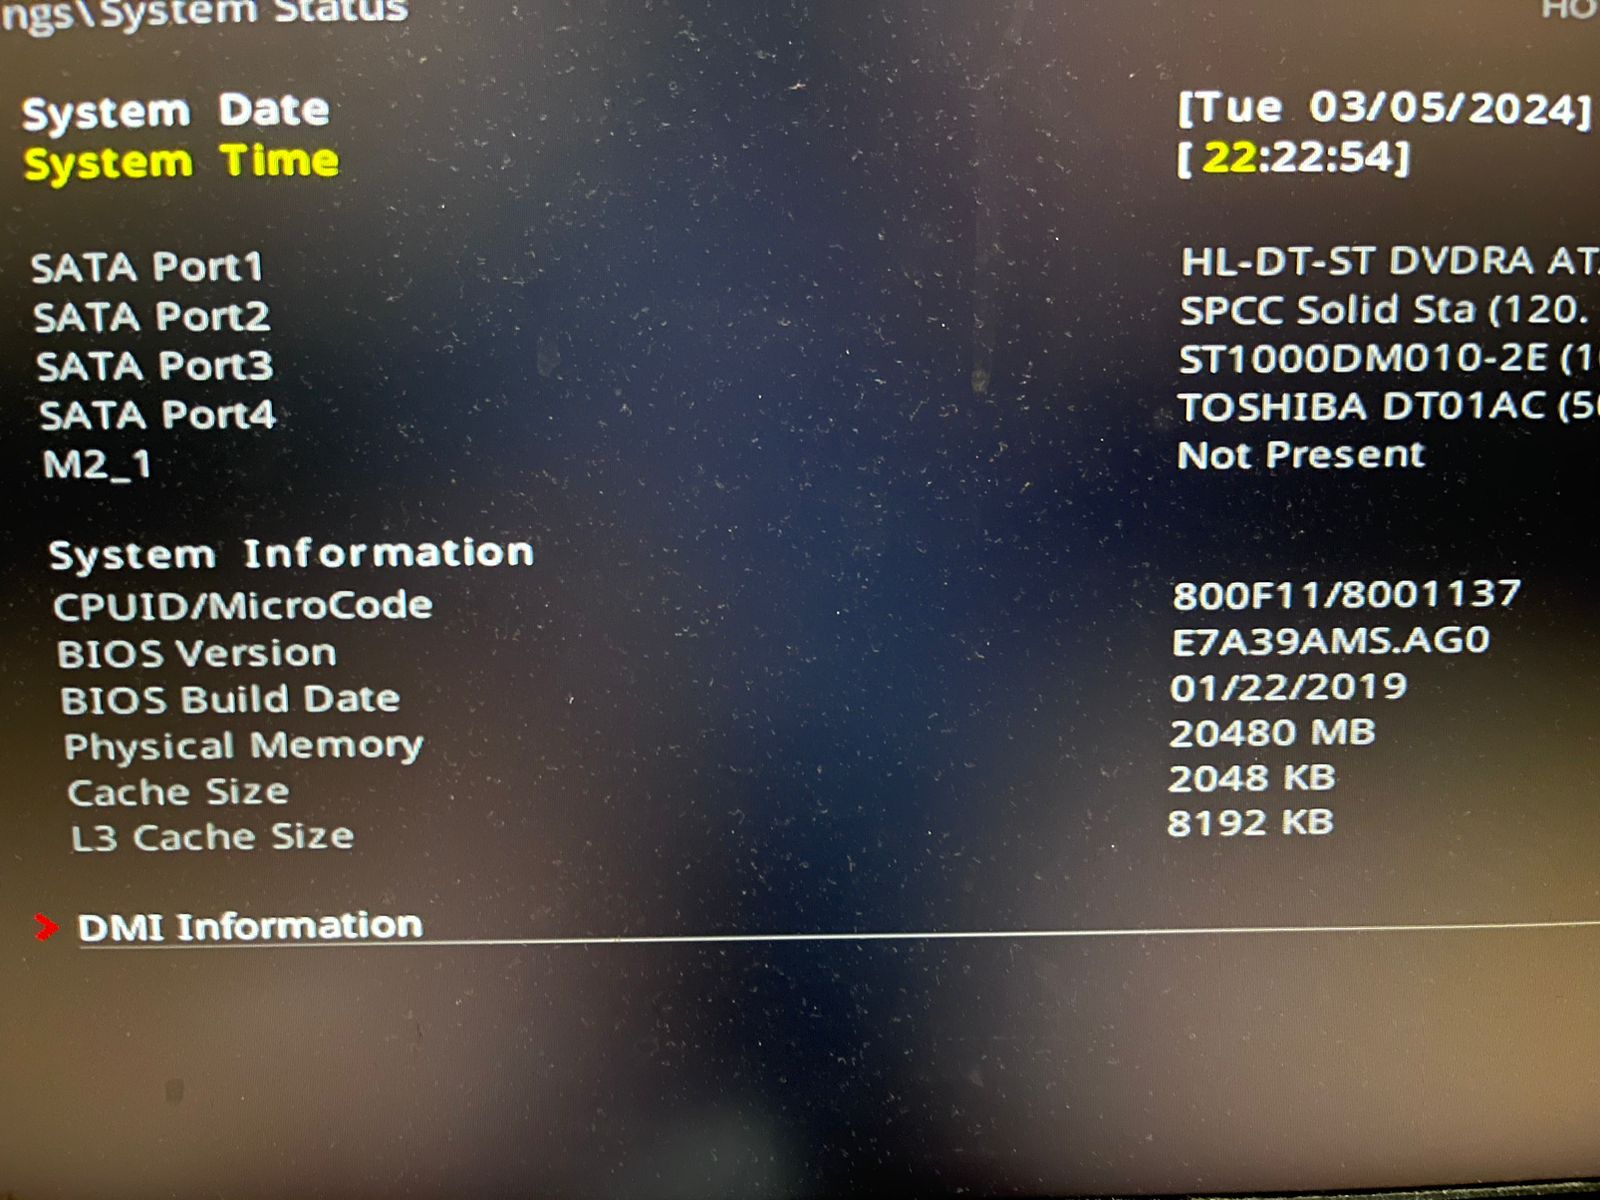 ngs\System Status HO
System Date [Tue 03/05/2024]
System Time [22:22:54]
SATA Port1 HL-DT-ST DVDRA
SATA Port2 SPCC Solid Sta (120.
SATA Port3 ST1000DM010-2E
SATA Port4 TOSHIBA DT01AC
M2_1 Not Present
System Information
CPUID/MicroCode 800F11/8001137
BIOS Version E7A39AMS.AG0
BIOS Build Date 01/22/2019
Physical Memory 20480 MB
Cache Size 2048 KB
L3 Cache Size 8192 KB
DMI Information